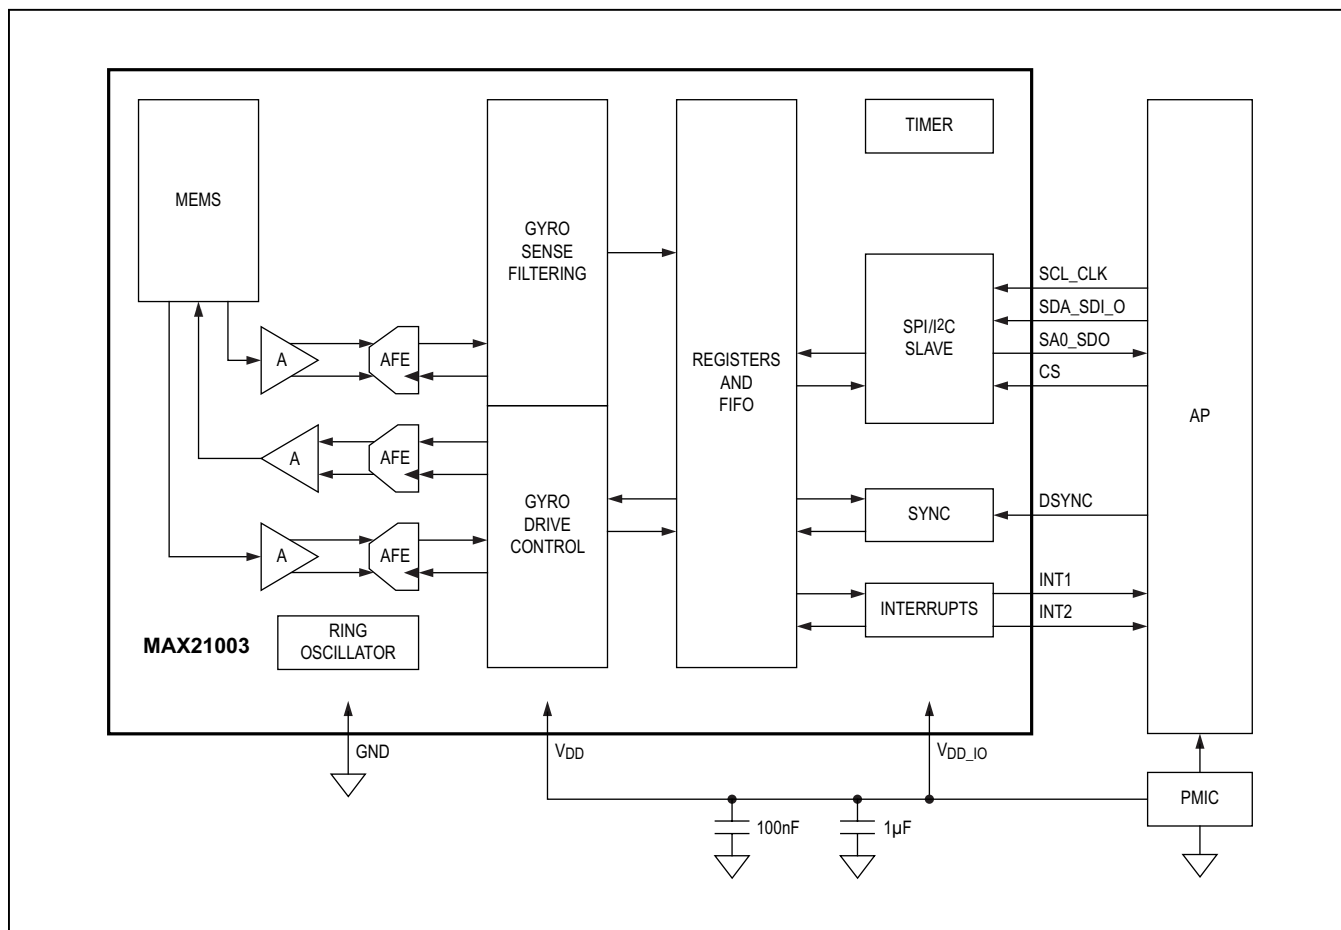 TIMER
MEMS
GYRO
SENSE
FILTERING
SCL_CLK
SDA_SDI_O
SPI/I2C
SLAVE
SA0_SDO
CS
A
AFE
REGISTERS
AND
FIFO
AP
A
AFE
GYRO
DRIVE
CONTROL
SYNC
DSYNC
A
AFE
INTERRUPTS
INT1
INT2
MAX21003
RING
OSCILLATOR
GND
VDD
VDD_IO
PMIC
100nF
1µF